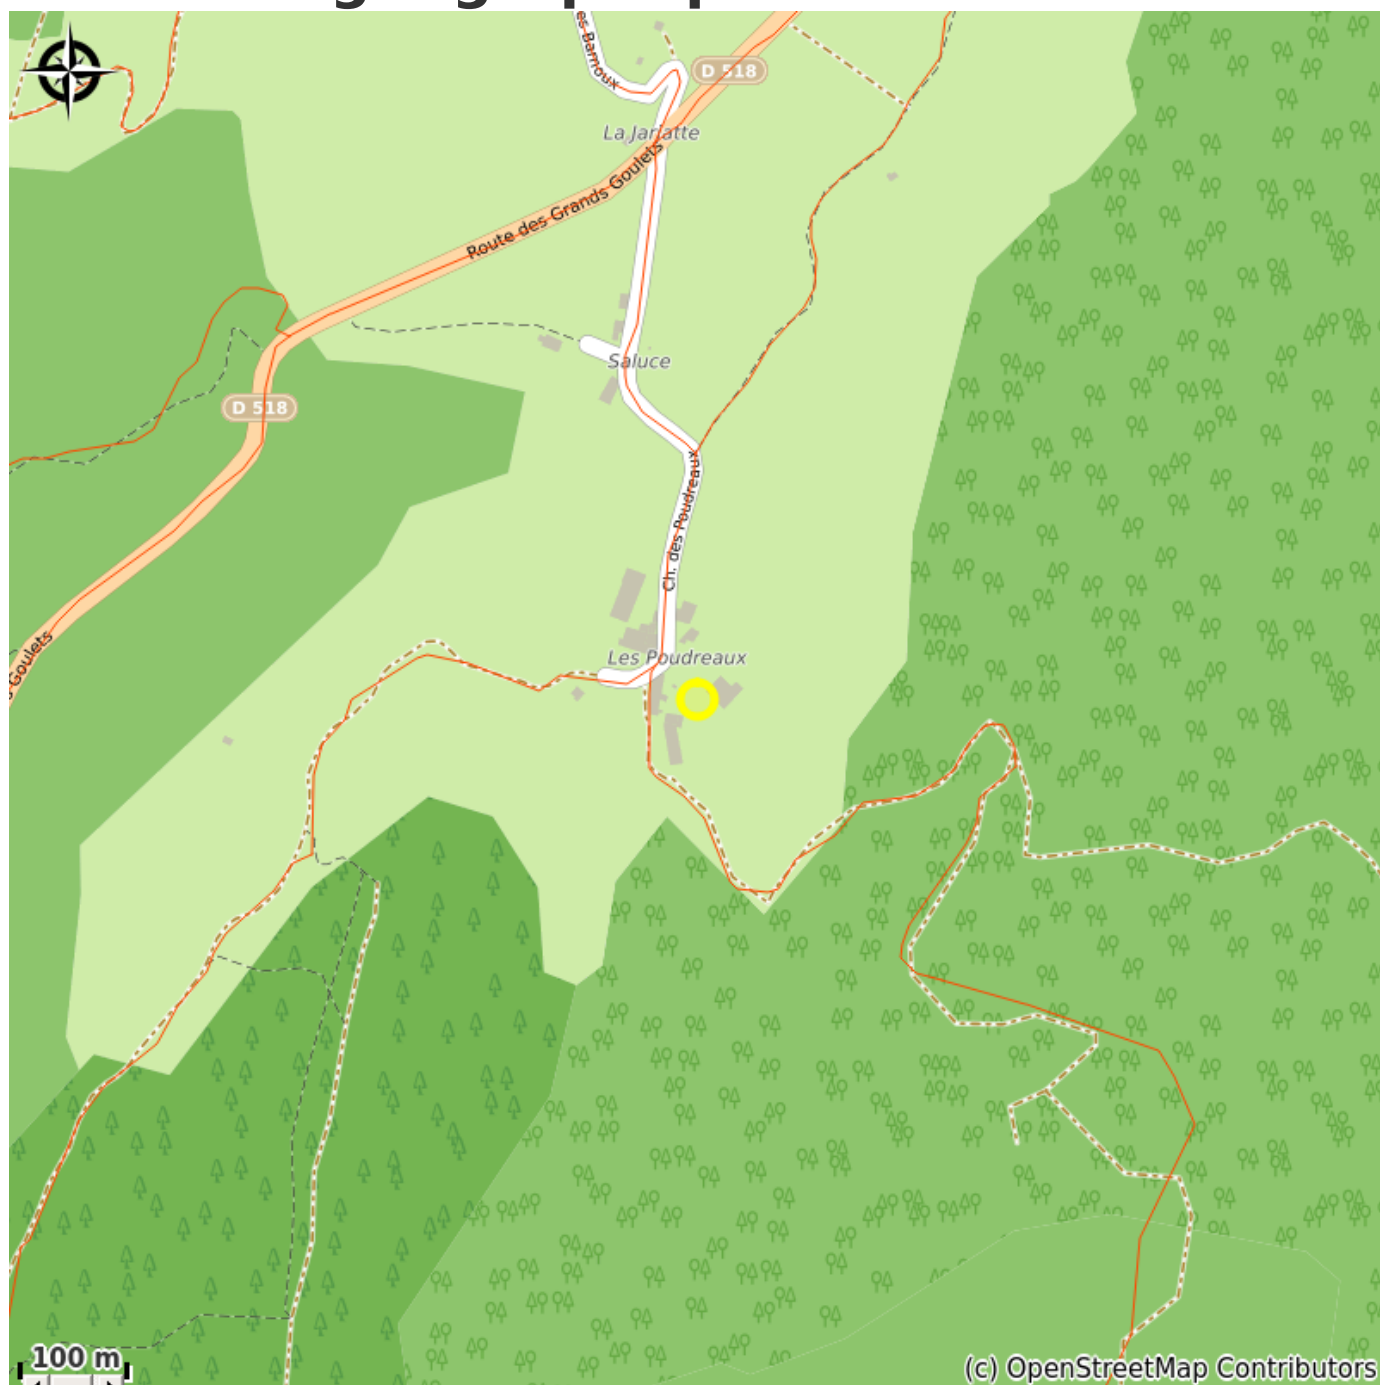 es Barnoux
D 518
La Jarjatte
Route des Grands Goulets
Saluce
D 518
Ch. des Poudreaux
s Goulets
Les Poudreaux
100 m
(c) OpenStreetMap Contributors